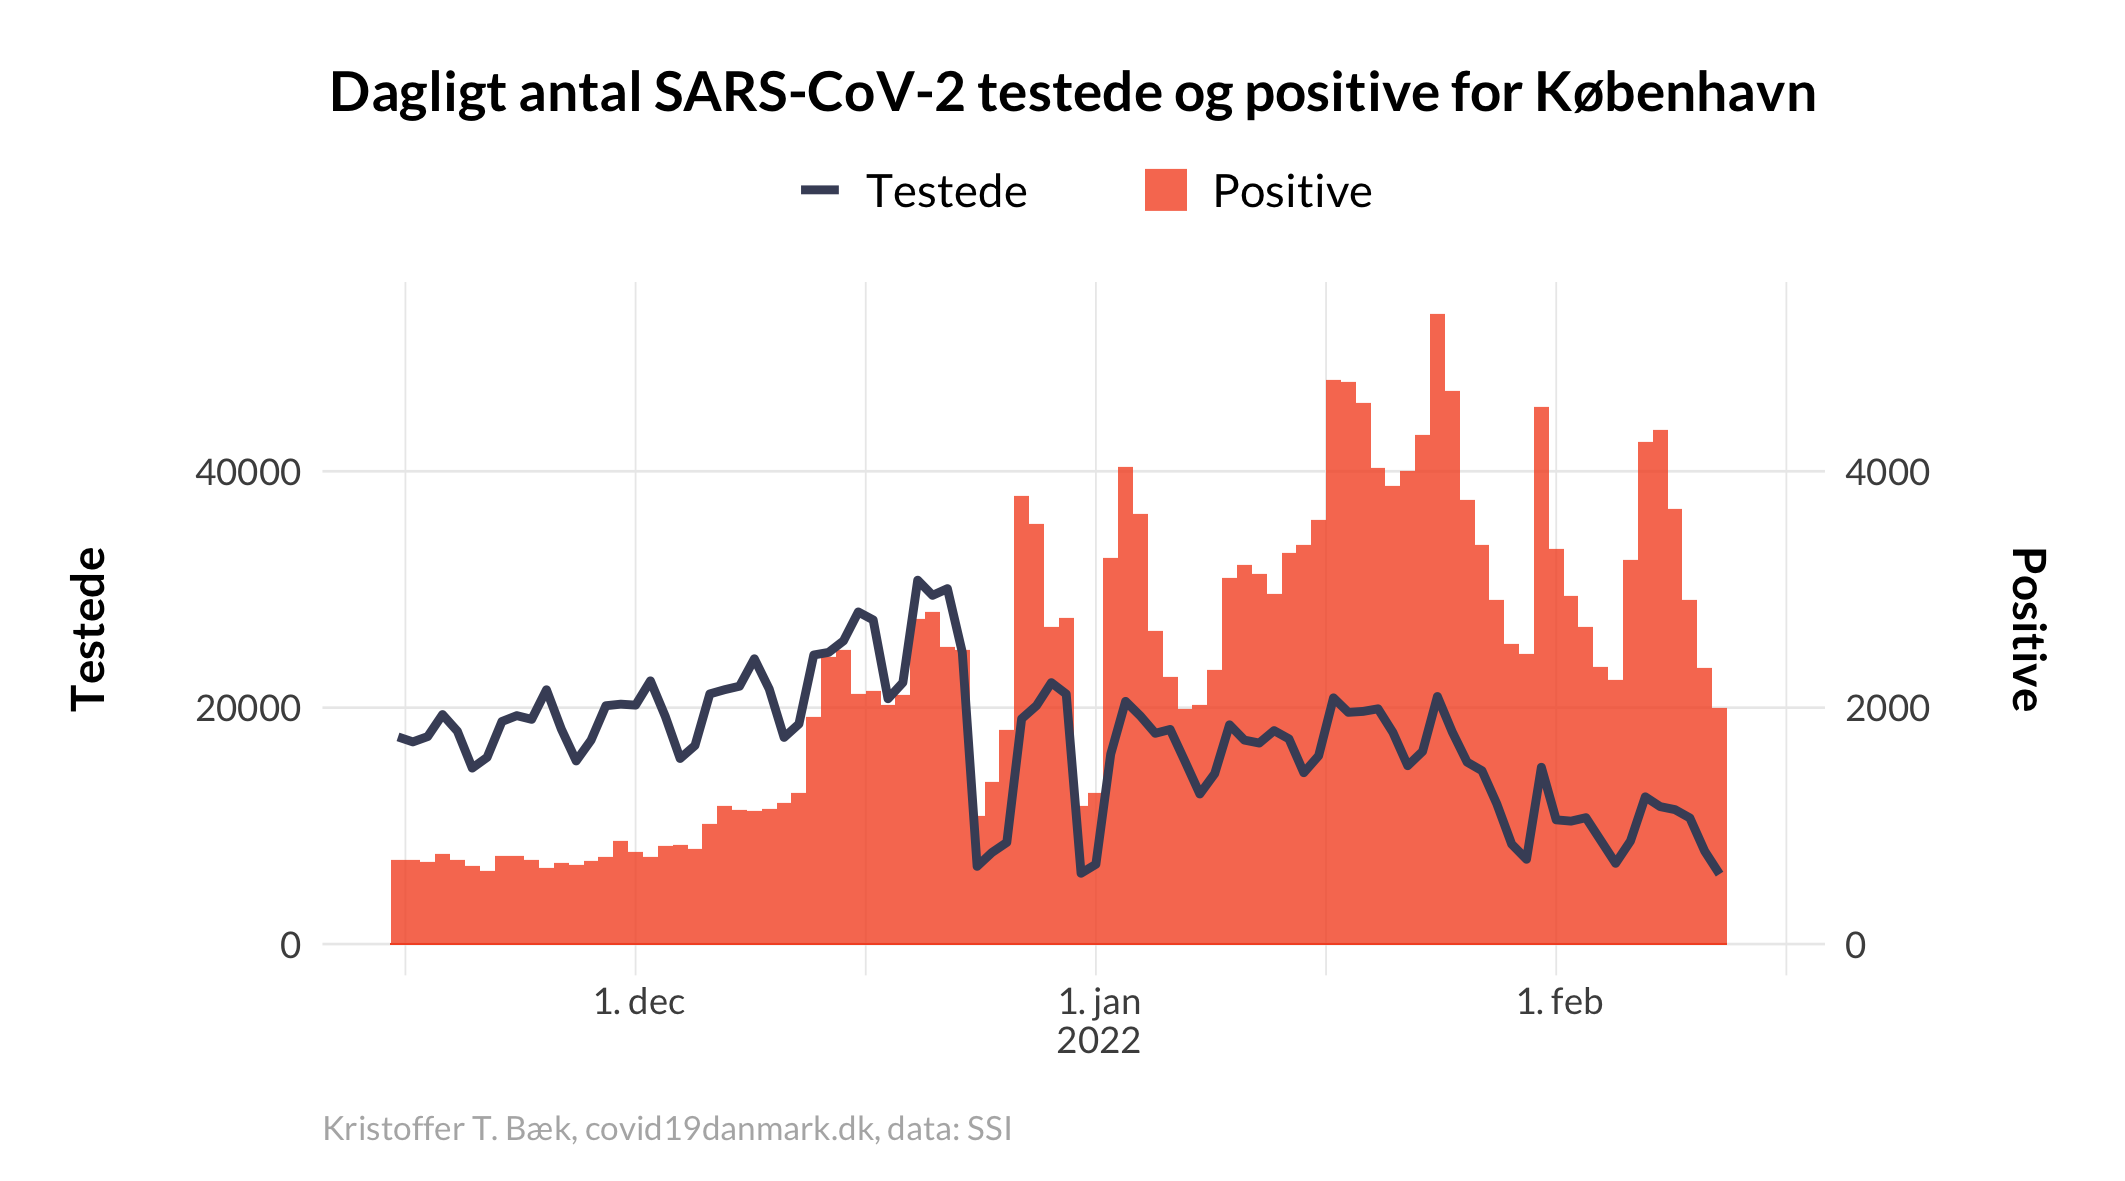 Dagligt antal SARS-CoV-2 testede og positive for København
Testede
Positive
40000
20000
0
4000
2000
0
Testede
Positive
1. dec
1. jan
2022
1. feb
Kristoffer T. Bæk, covid19danmark.dk, data: SSI